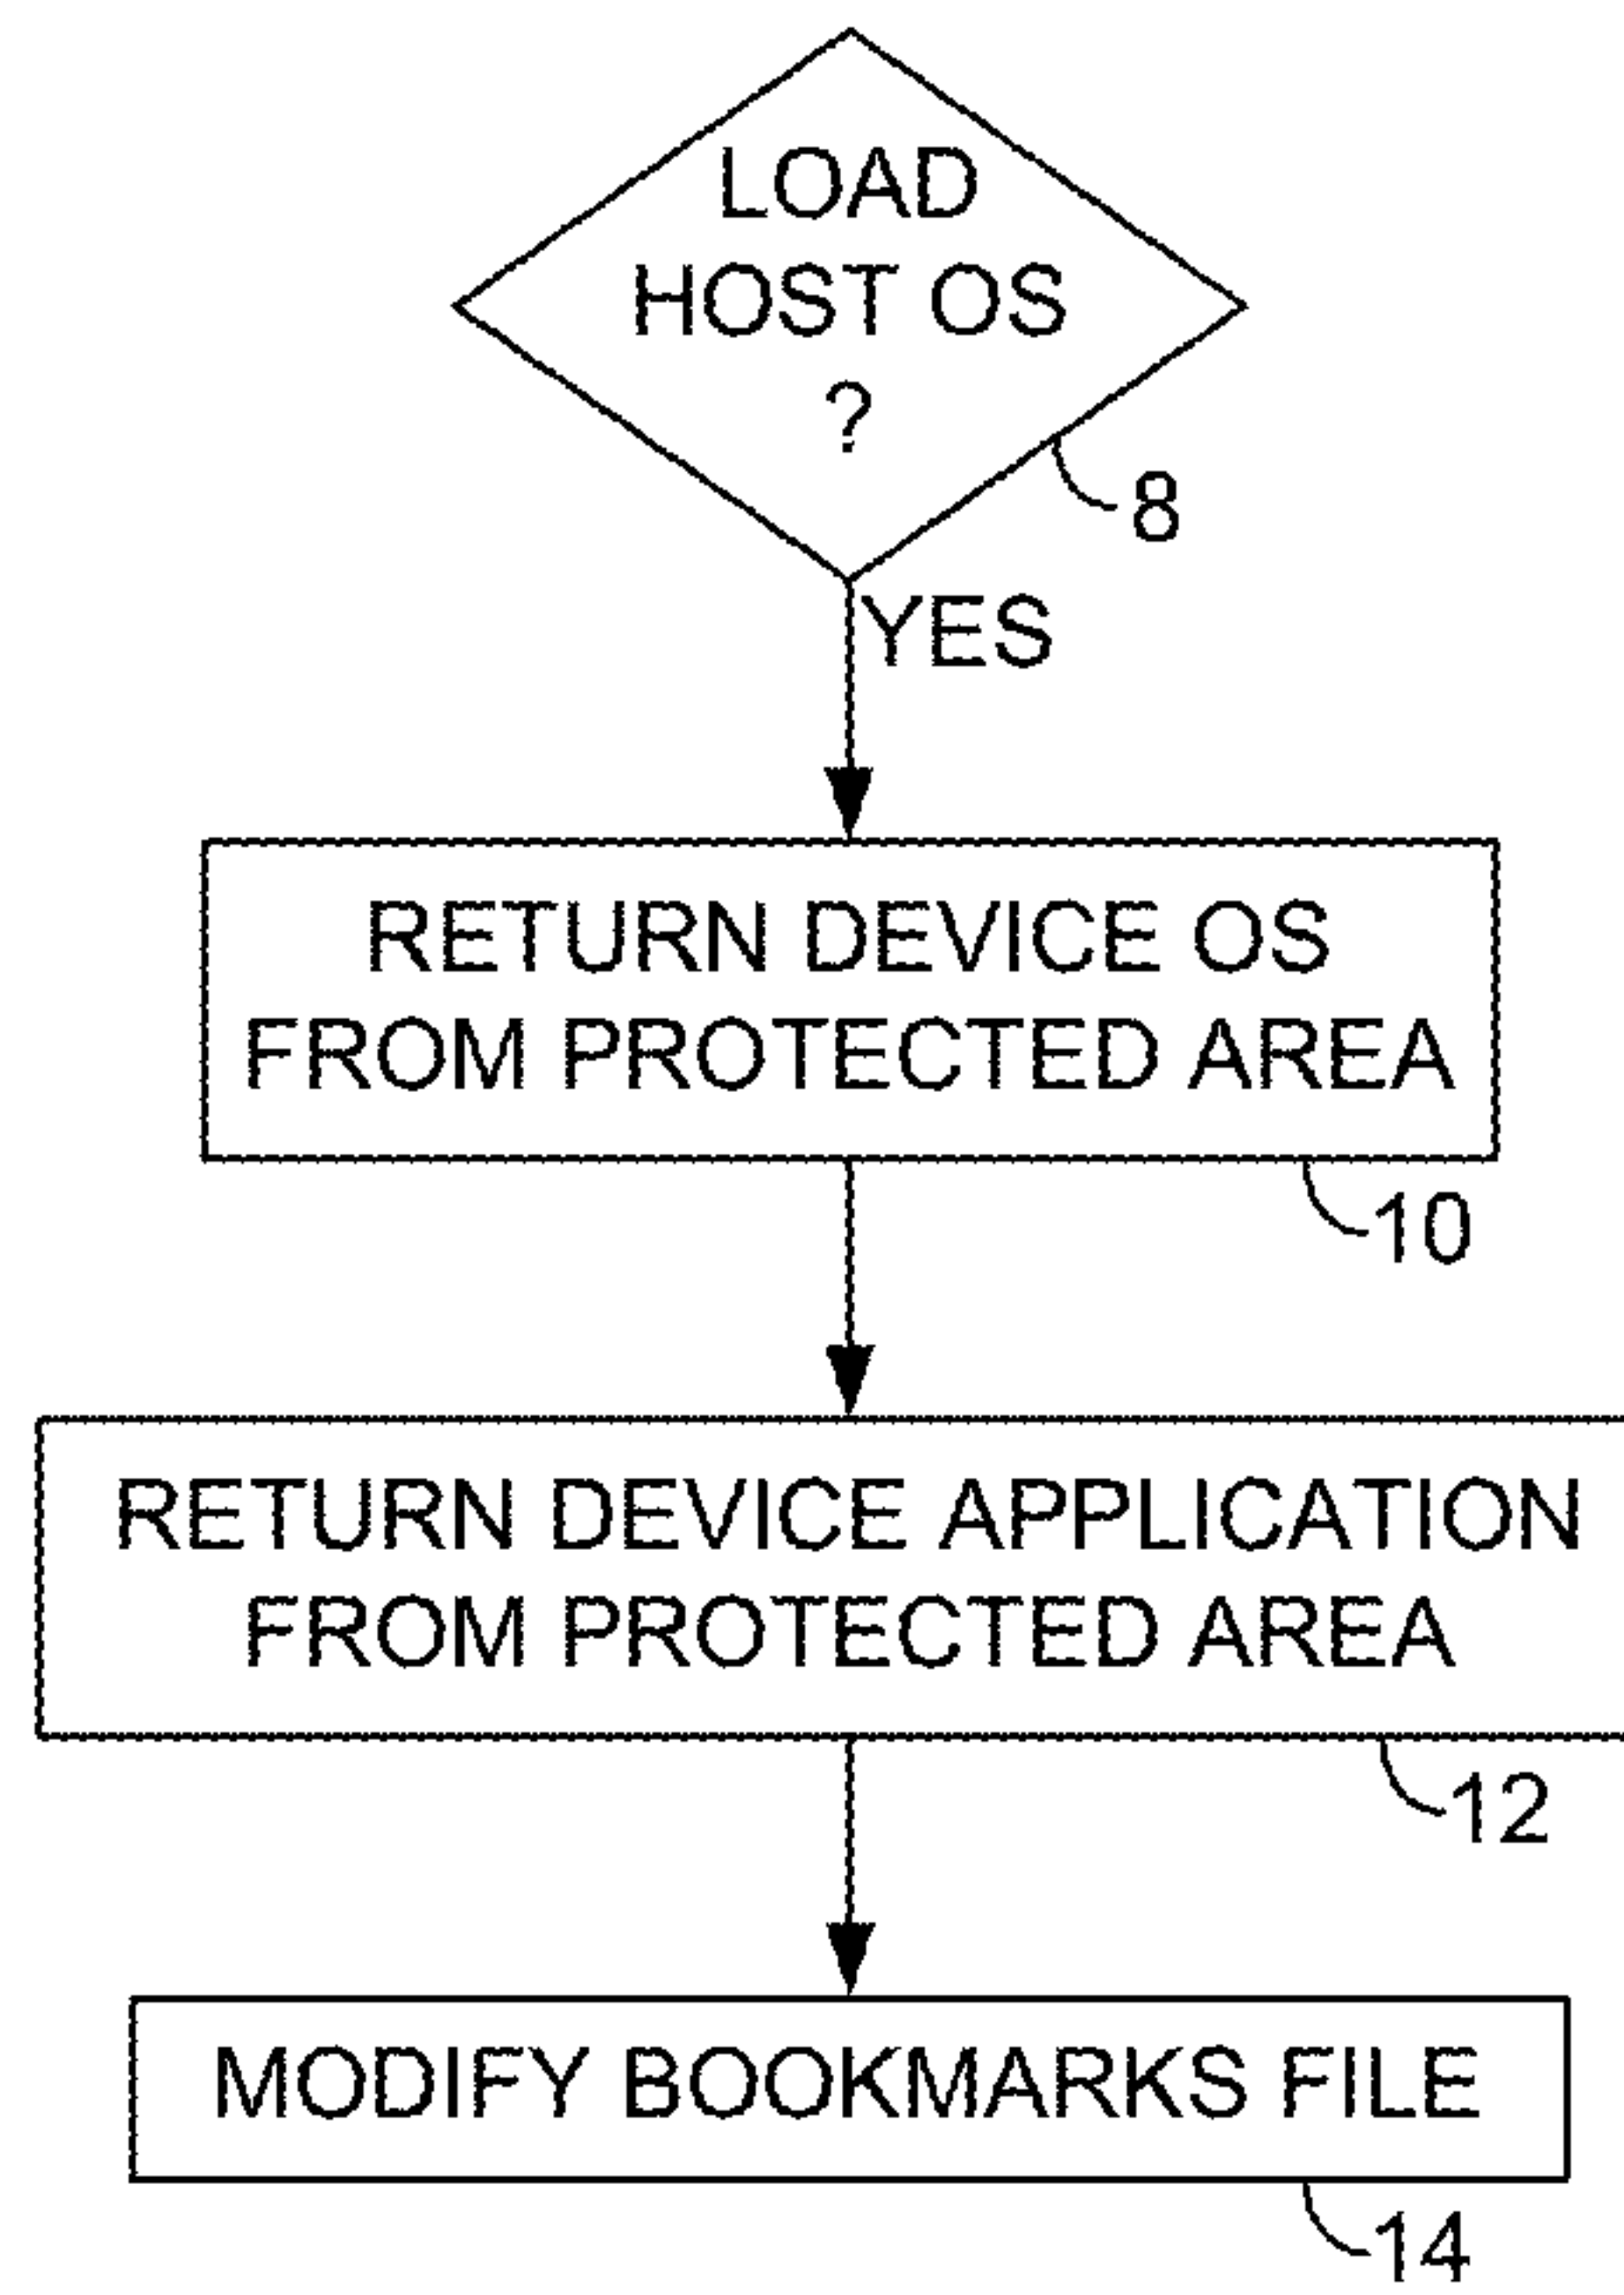 LOAD
HOST OS
?
8
YES
RETURN DEVICE OS
FROM PROTECTED AREA
10
RETURN DEVICE APPLICATION
FROM PROTECTED AREA
12
MODIFY BOOKMARKS FILE
14